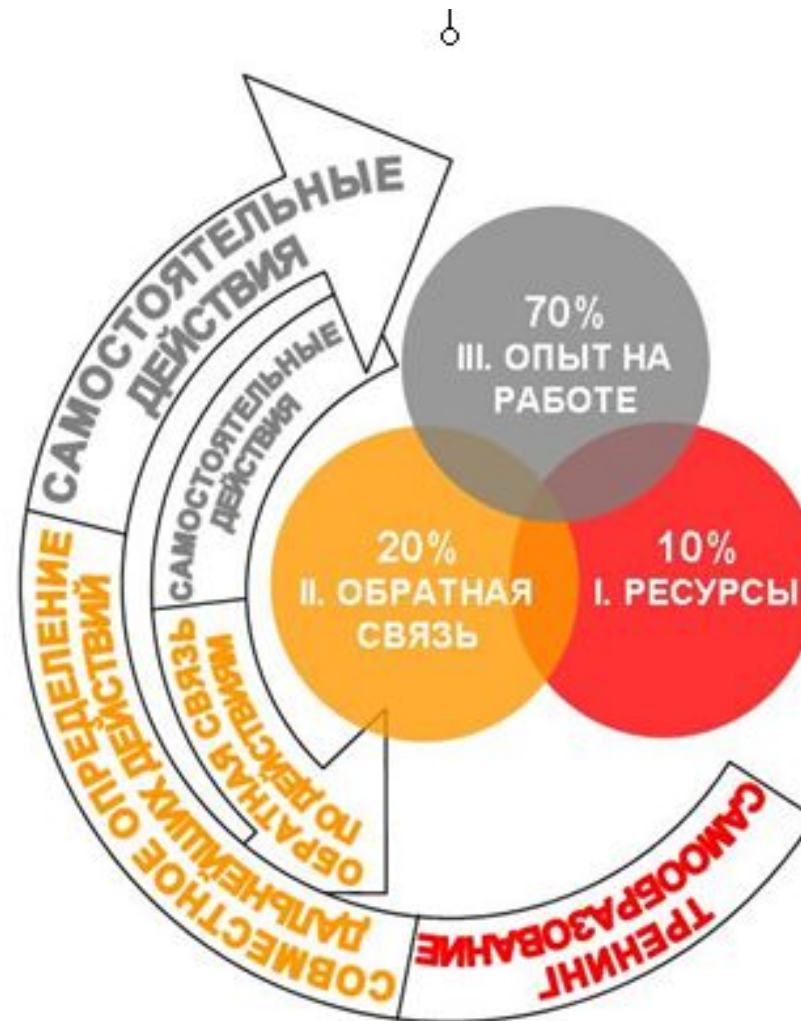 САМОСТОЯТЕЛЬНЫЕ
ДЕЙСТВИЯ
САМОСТОЯТЕЛЬНЫЕ
ДЕЙСТВИЯ
70%
III. ОПЫТ НА
РАБОТЕ
20%
II. ОБРАТНАЯ
СВЯЗЬ
10%
I. РЕСУРСЫ
ОБРАТНАЯ СВЯЗЬ
ПО ДЕЙСТВИЯМ
СОВМЕСТНОЕ ОПРЕДЕЛЕНИЕ
ДАЛЬНЕЙШИХ ДЕЙСТВИЙ
САМООБРАЗОВАНИЕ
ТРЕНИНГ